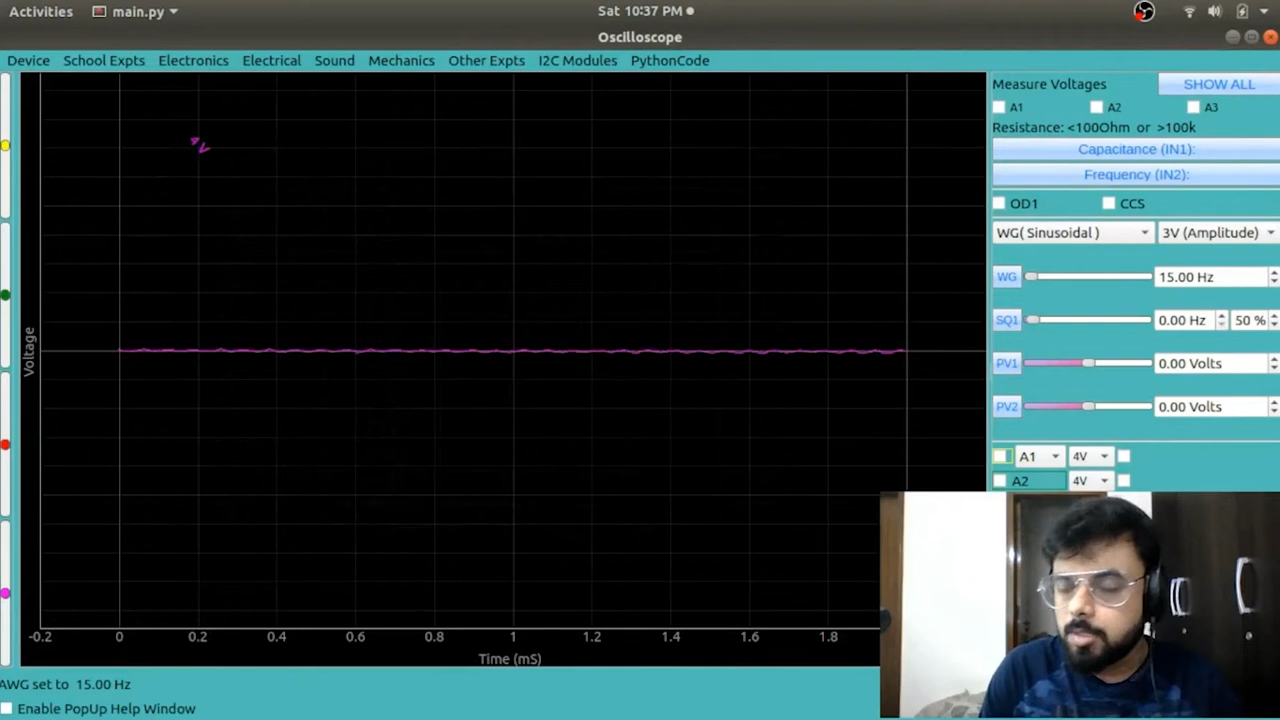 Activities main.py Sat 10:37 PM
Oscilloscope
Device School Expts Electronics Electrical Sound Mechanics Other Expts I2C Modules PythonCode
Measure Voltages SHOW ALL
A1 A2 A3
Resistance: <100Ohm or >100k
Capacitance (IN1):
Frequency (IN2):
OD1 CCS
WG( Sinusoidal ) 3V (Amplitude)
WG 15.00 Hz
SQ1 0.00 Hz 50 %
PV1 0.00 Volts
PV2 0.00 Volts
A1 4V
A2 4V
4V
Voltage
-0.2 0 0.2 0.4 0.6 0.8 1 1.2 1.4 1.6 1.8
Time (mS)
AWG set to 15.00 Hz
Enable PopUp Help Window